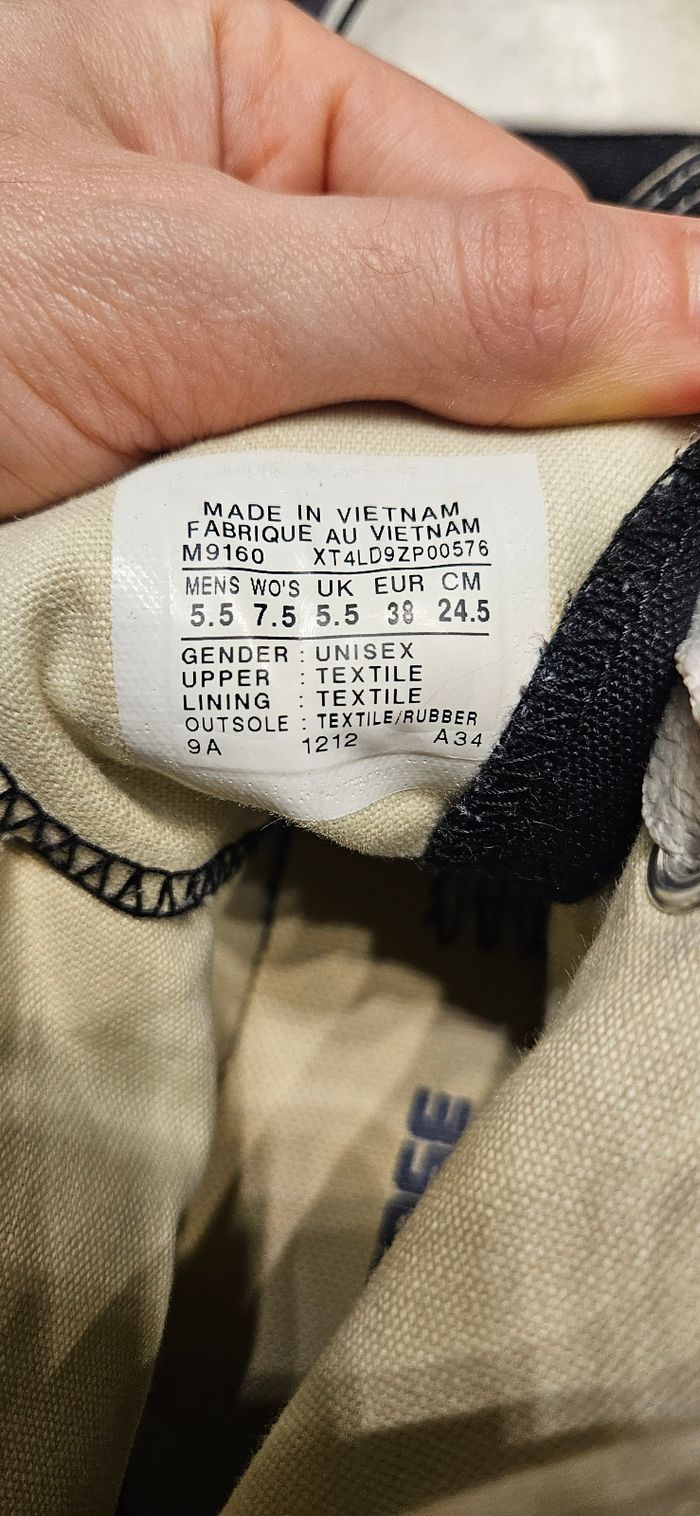 MADE IN VIETNAM
FABRIQUE AU VIETNAM
M9160 XT4LD9ZP00576
MENS WO'S UK EUR CM
5.5 7.5 5.5 38 24.5
GENDER : UNISEX
UPPER : TEXTILE
LINING : TEXTILE
OUTSOLE : TEXTILE/RUBBER
9A 1212 A34